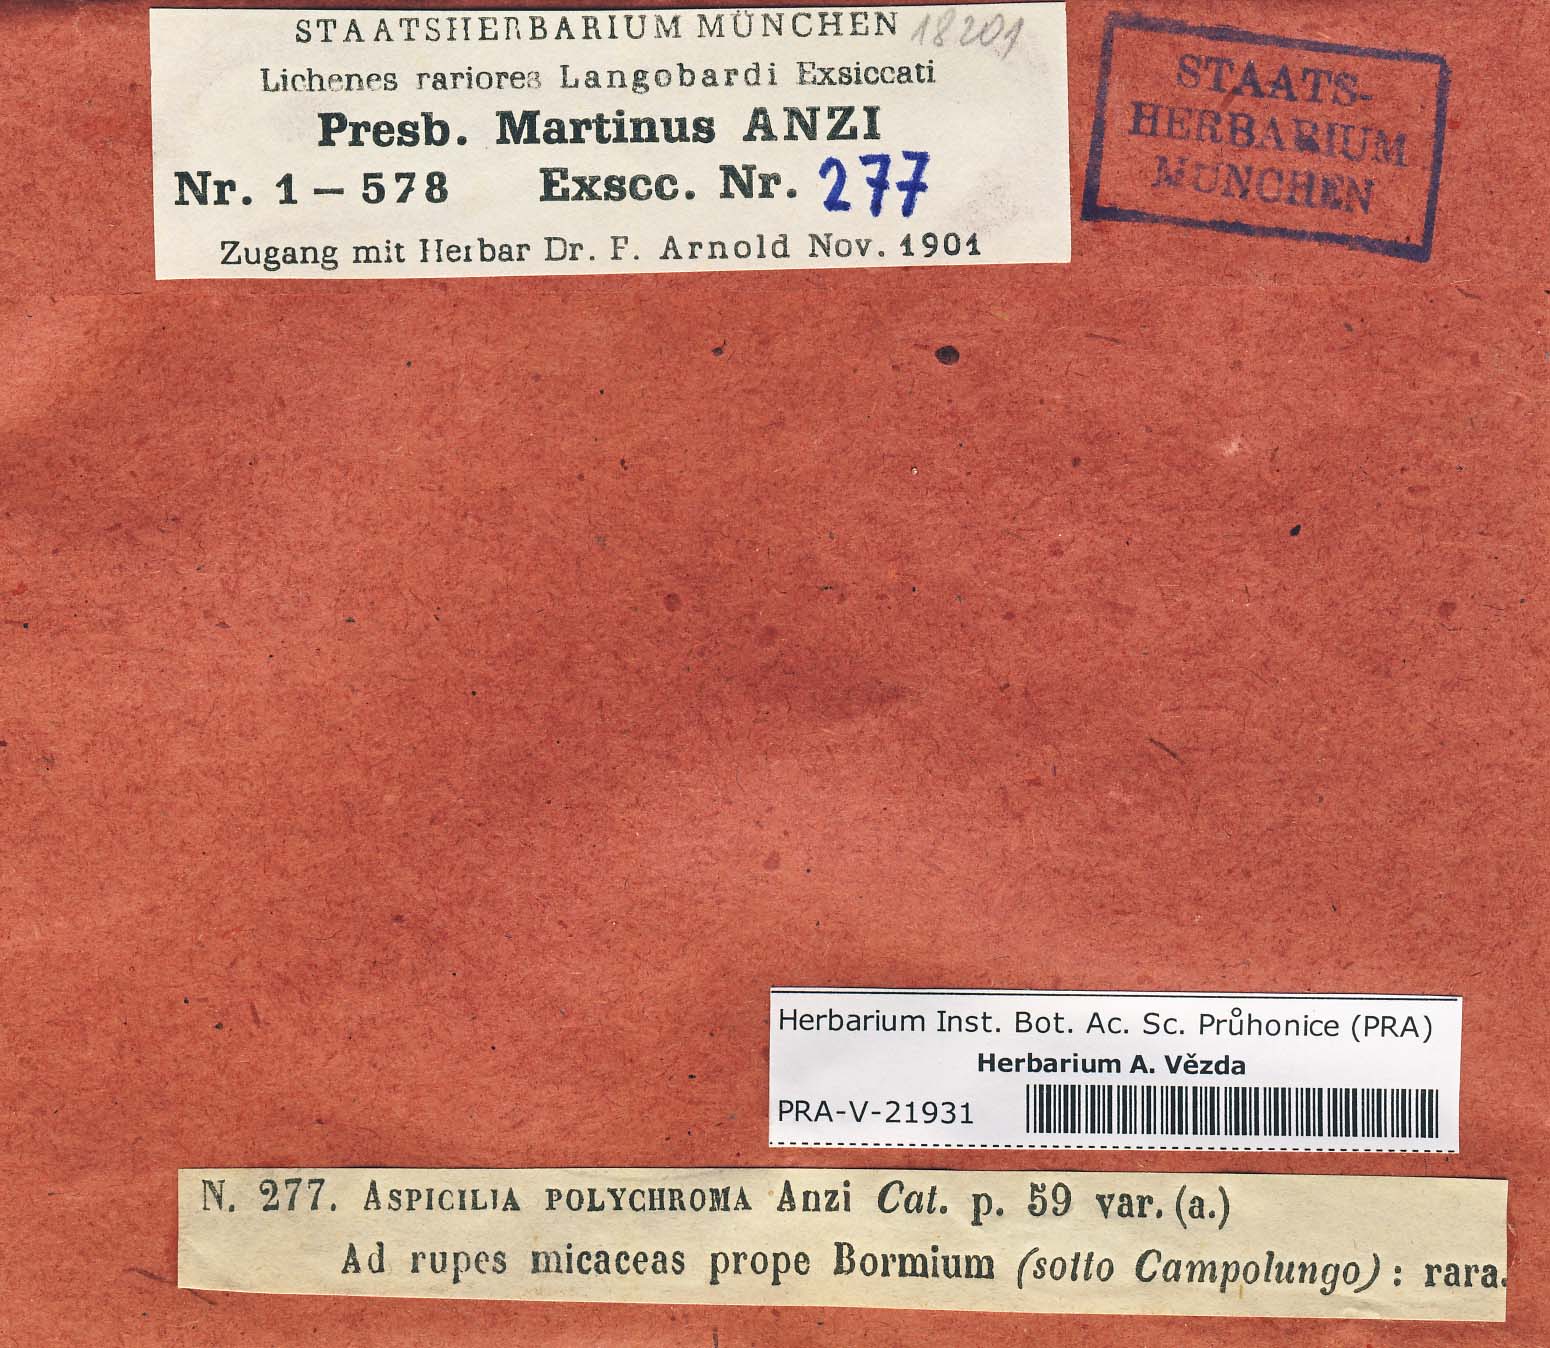 STAATSHERBARIUM MÜNCHEN 18201
Lichenes rariores Langobardi Exsiccati
Presb. Martinus ANZI
Nr. 1 – 578 Exscc. Nr. 277
Zugang mit Herbar Dr. F. Arnold Nov. 1901
STAATS-
HERBARIUM
MÜNCHEN
Herbarium Inst. Bot. Ac. Sc. Průhonice (PRA)
Herbarium A. Vězda
PRA-V-21931
N. 277. ASPICILIA POLYCHROMA Anzi Cat. p. 59 var. (a.)
Ad rupes micaceas prope Bormium (sotto Campolungo) : rara.